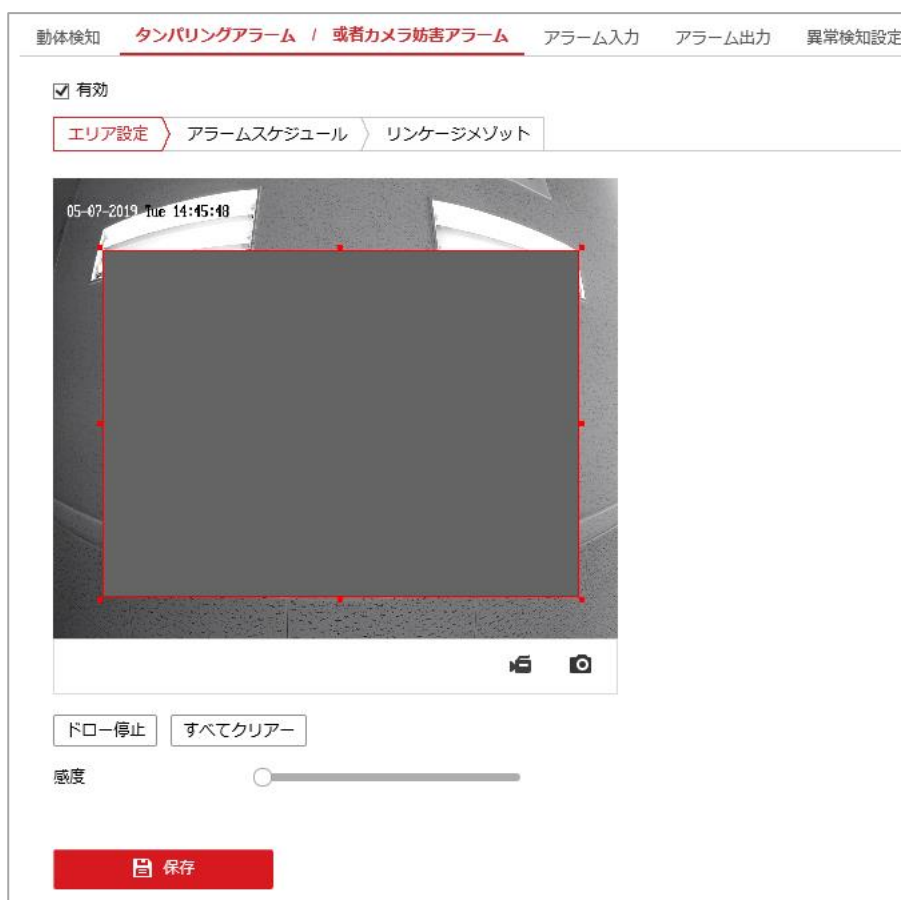 動体検知 タンパリングアラーム / 或者カメラ妨害アラーム アラーム入力 アラーム出力 異常検知設定
有効
エリア設定 アラームスケジュール リンケージメゾット
05-07-2019 Tue 14:45:48
ドロー停止 すべてクリアー
感度
保存